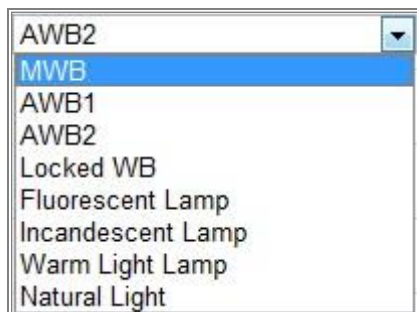 AWB2
MWB
AWB1
AWB2
Locked WB
Fluorescent Lamp
Incandescent Lamp
Warm Light Lamp
Natural Light